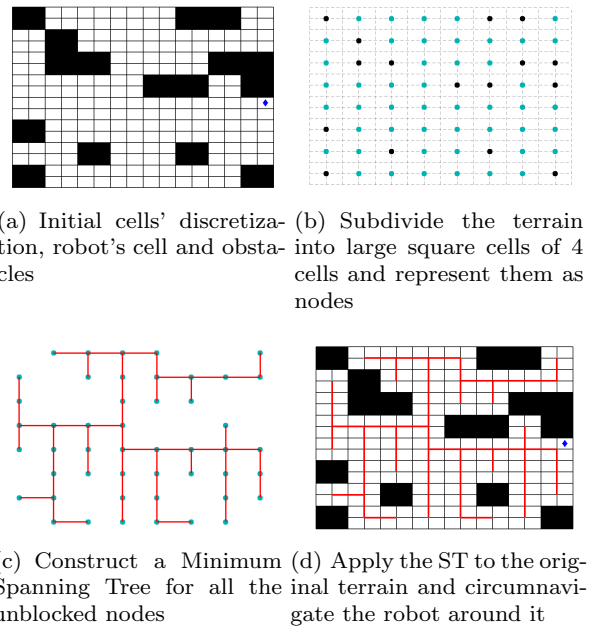 (a) Initial cells' discretiza-
tion, robot's cell and obsta-
cles
(b) Subdivide the terrain
into large square cells of 4
cells and represent them as
nodes
(c) Construct a Minimum
Spanning Tree for all the
unblocked nodes
(d) Apply the ST to the orig-
inal terrain and circumnavi-
gate the robot around it